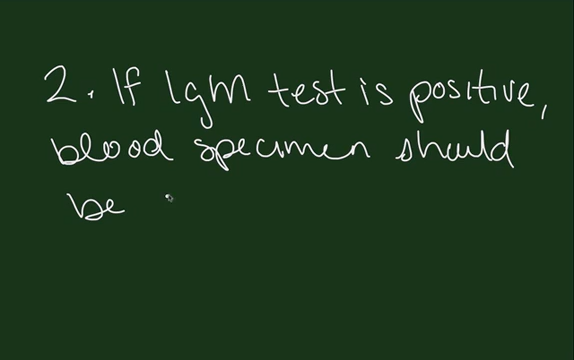 2. If IgM test is positive,
blood specimen should
be